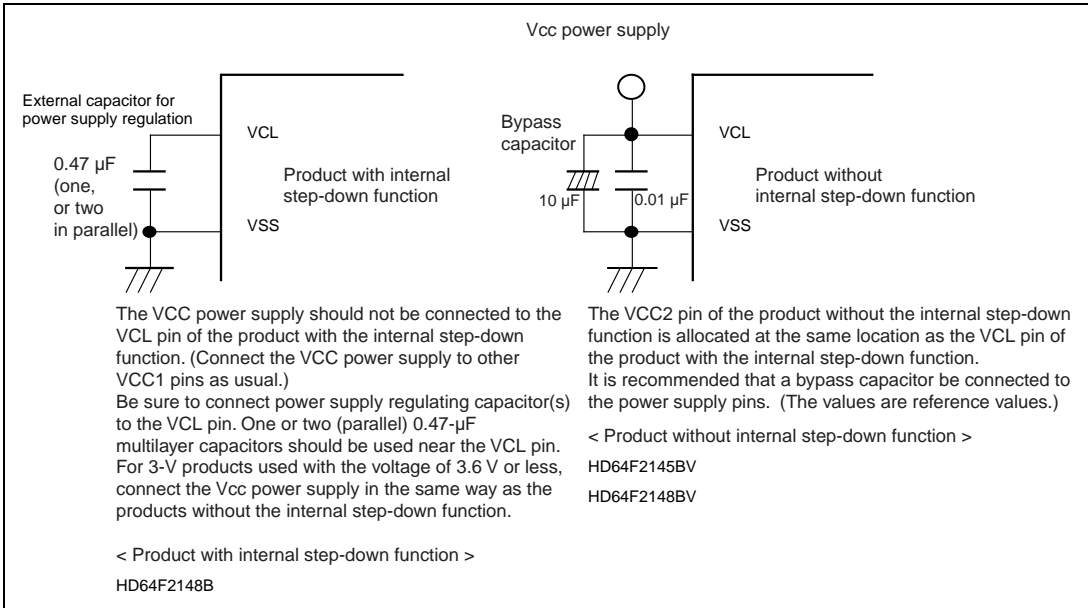 Vcc power supply
External capacitor for
power supply regulation
VCL
0.47 µF
(one,
or two
in parallel)
Product with internal
step-down function
VSS
Bypass
capacitor
10 µF
0.01 µF
VCL
Product without
internal step-down function
VSS
The VCC power supply should not be connected to the
VCL pin of the product with the internal step-down
function. (Connect the VCC power supply to other
VCC1 pins as usual.)
Be sure to connect power supply regulating capacitor(s)
to the VCL pin. One or two (parallel) 0.47-µF
multilayer capacitors should be used near the VCL pin.
For 3-V products used with the voltage of 3.6 V or less,
connect the Vcc power supply in the same way as the
products without the internal step-down function.
< Product with internal step-down function >
HD64F2148B
The VCC2 pin of the product without the internal step-down
function is allocated at the same location as the VCL pin of
the product with the internal step-down function.
It is recommended that a bypass capacitor be connected to
the power supply pins. (The values are reference values.)
< Product without internal step-down function >
HD64F2145BV
HD64F2148BV